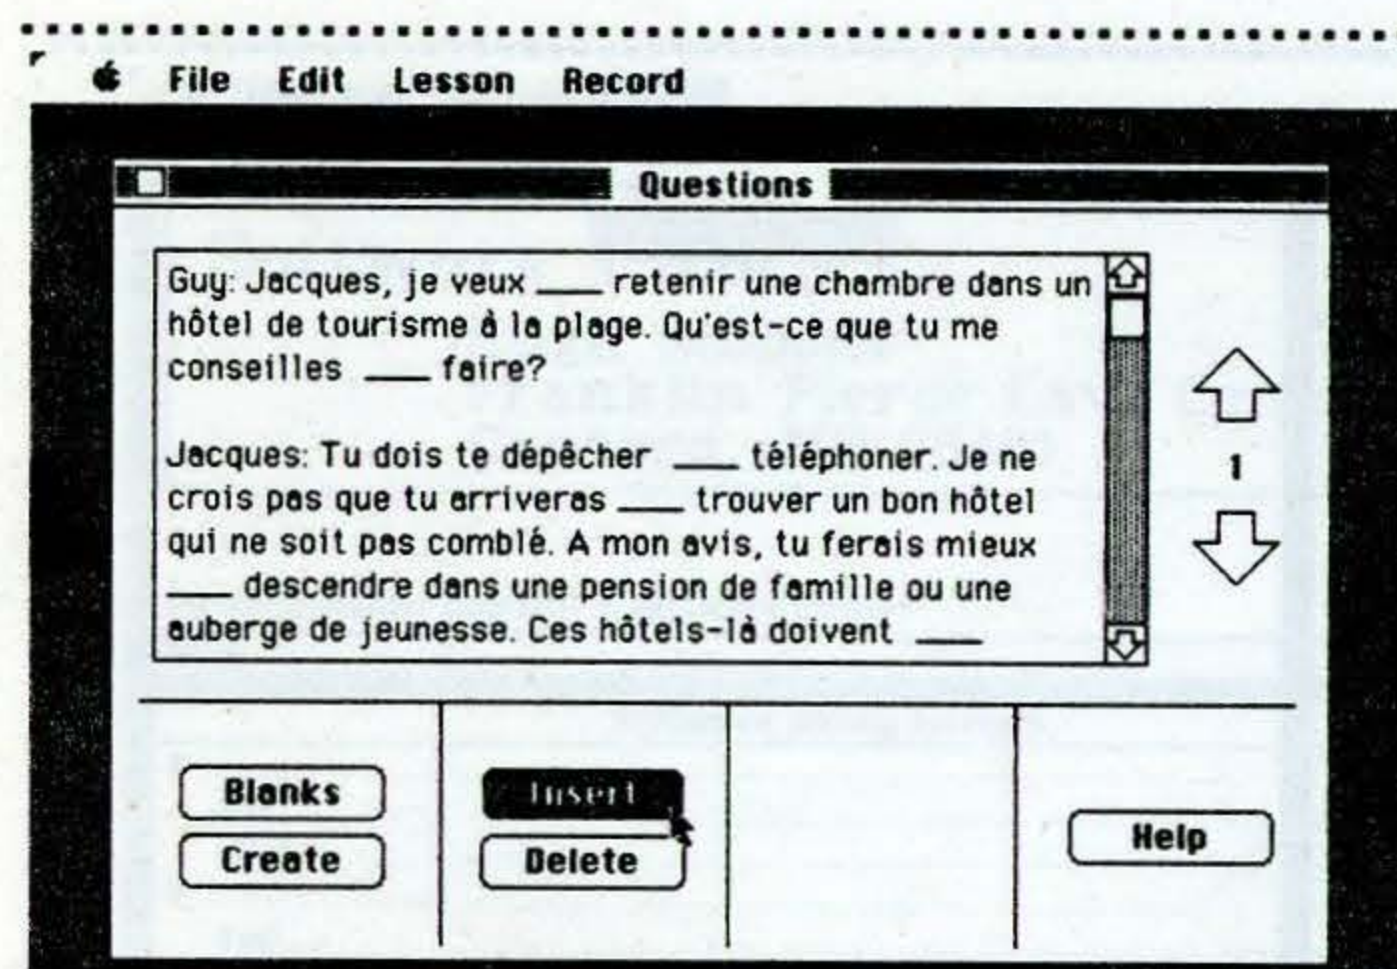 File Edit Lesson Record
Questions
Guy: Jacques, je veux ___ retenir une chambre dans un
hôtel de tourisme à la plage. Qu'est-ce que tu me
conseilles ___ faire?
Jacques: Tu dois te dépêcher ___ téléphoner. Je ne
crois pas que tu arriveras ___ trouver un bon hôtel
qui ne soit pas comblé. A mon avis, tu ferais mieux
___ descendre dans une pension de famille ou une
auberge de jeunesse. Ces hôtels-là doivent ___
1
Blanks
Insert
Create
Delete
Help